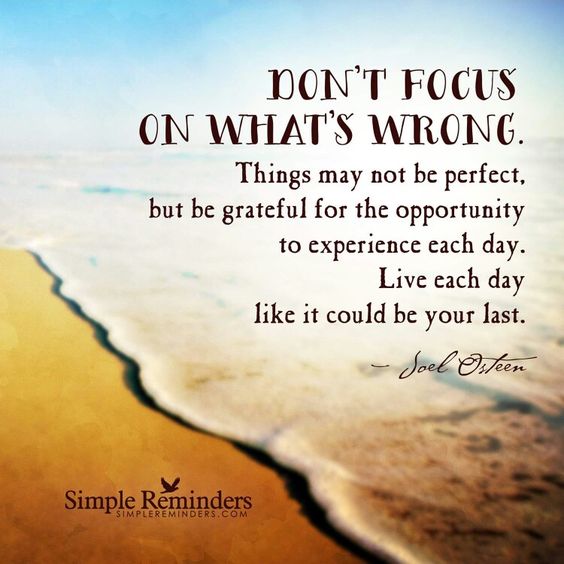 DON'T FOCUS
ON WHAT'S WRONG.
Things may not be perfect,
but be grateful for the opportunity
to experience each day.
Live each day
like it could be your last.
— Joel Osteen
Simple Reminders
SIMPLEREMINDERS.COM